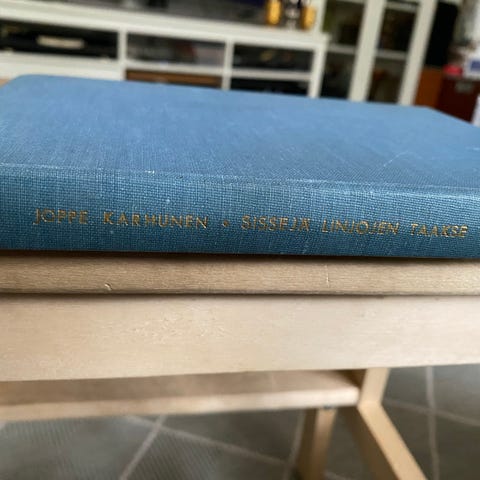 JOPPE KARHUNEN • SISSEJÄ LINJOJEN TAAKSE